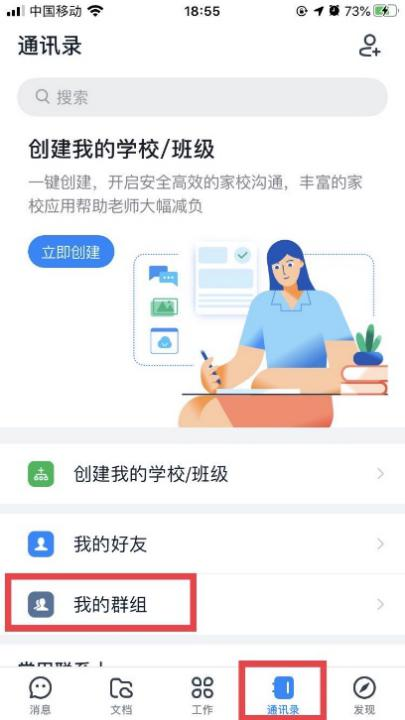 中国移动 18:55 73%
通讯录
搜索
创建我的学校/班级
一键创建，开启安全高效的家校沟通，丰富的家
校应用帮助老师大幅减负
立即创建
创建我的学校/班级
我的好友
我的群组
消息 文档 工作 通讯录 发现